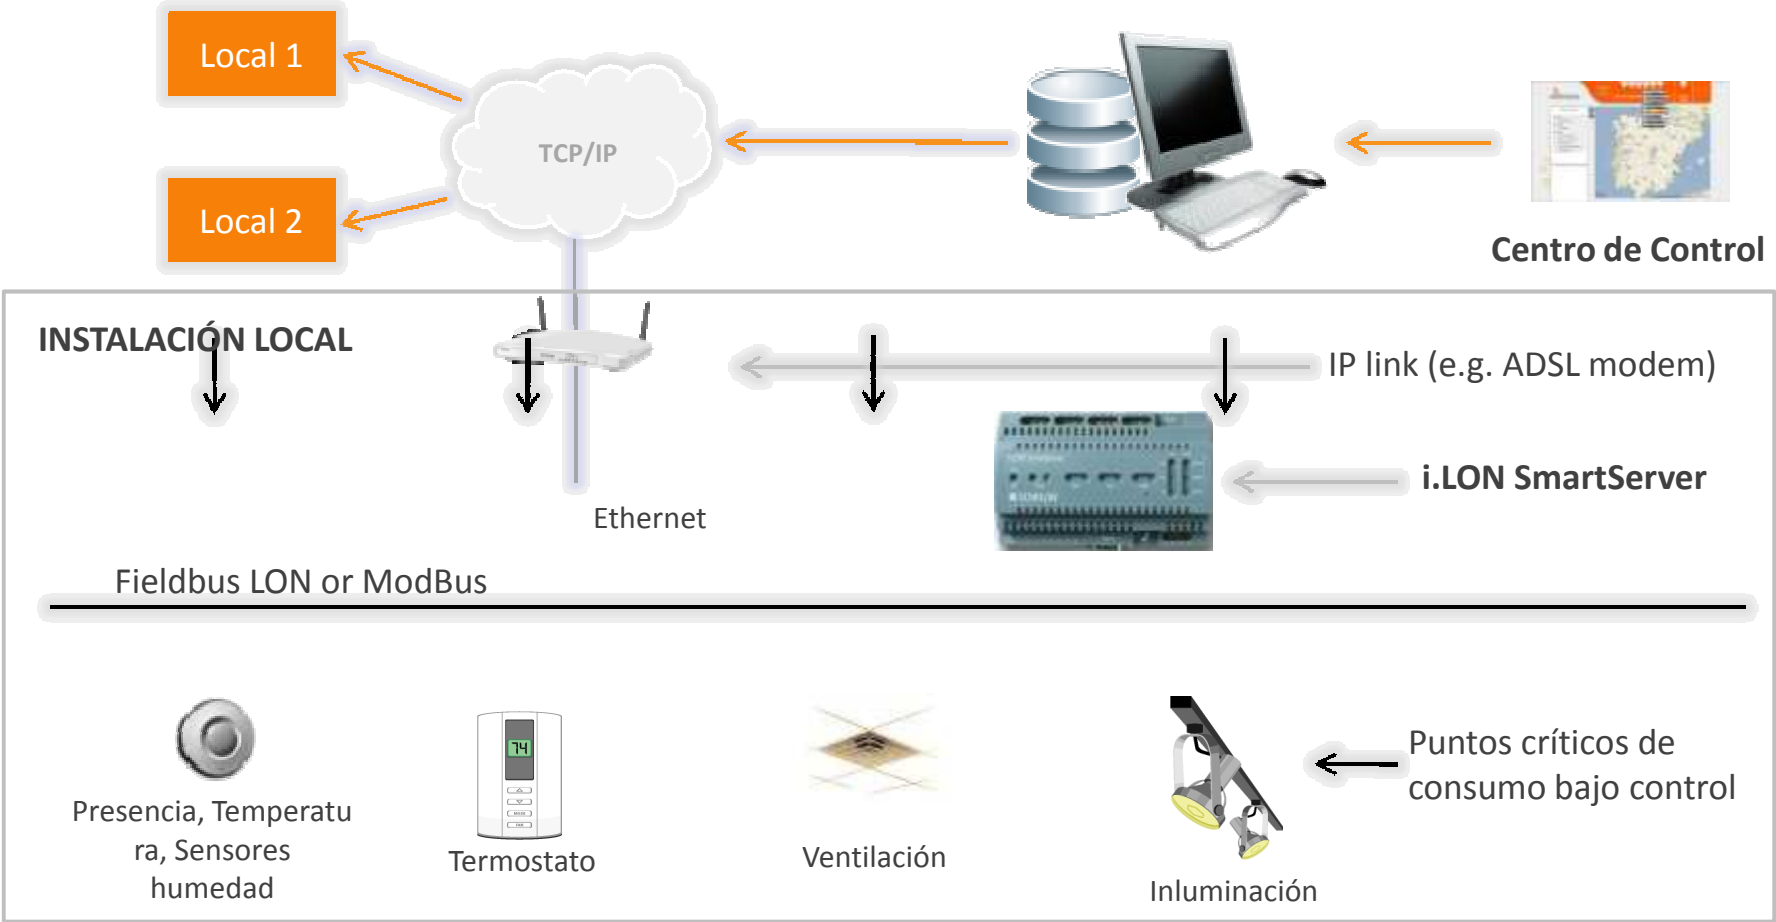 Local 1
TCP/IP
Local 2
Centro de Control
INSTALACIÓN LOCAL
IP link (e.g. ADSL modem)
i.LON SmartServer
Ethernet
Fieldbus LON or ModBus
74
Puntos críticos de
consumo bajo control
Presencia, Temperatu
ra, Sensores
humedad
Termostato
Ventilación
Inluminación